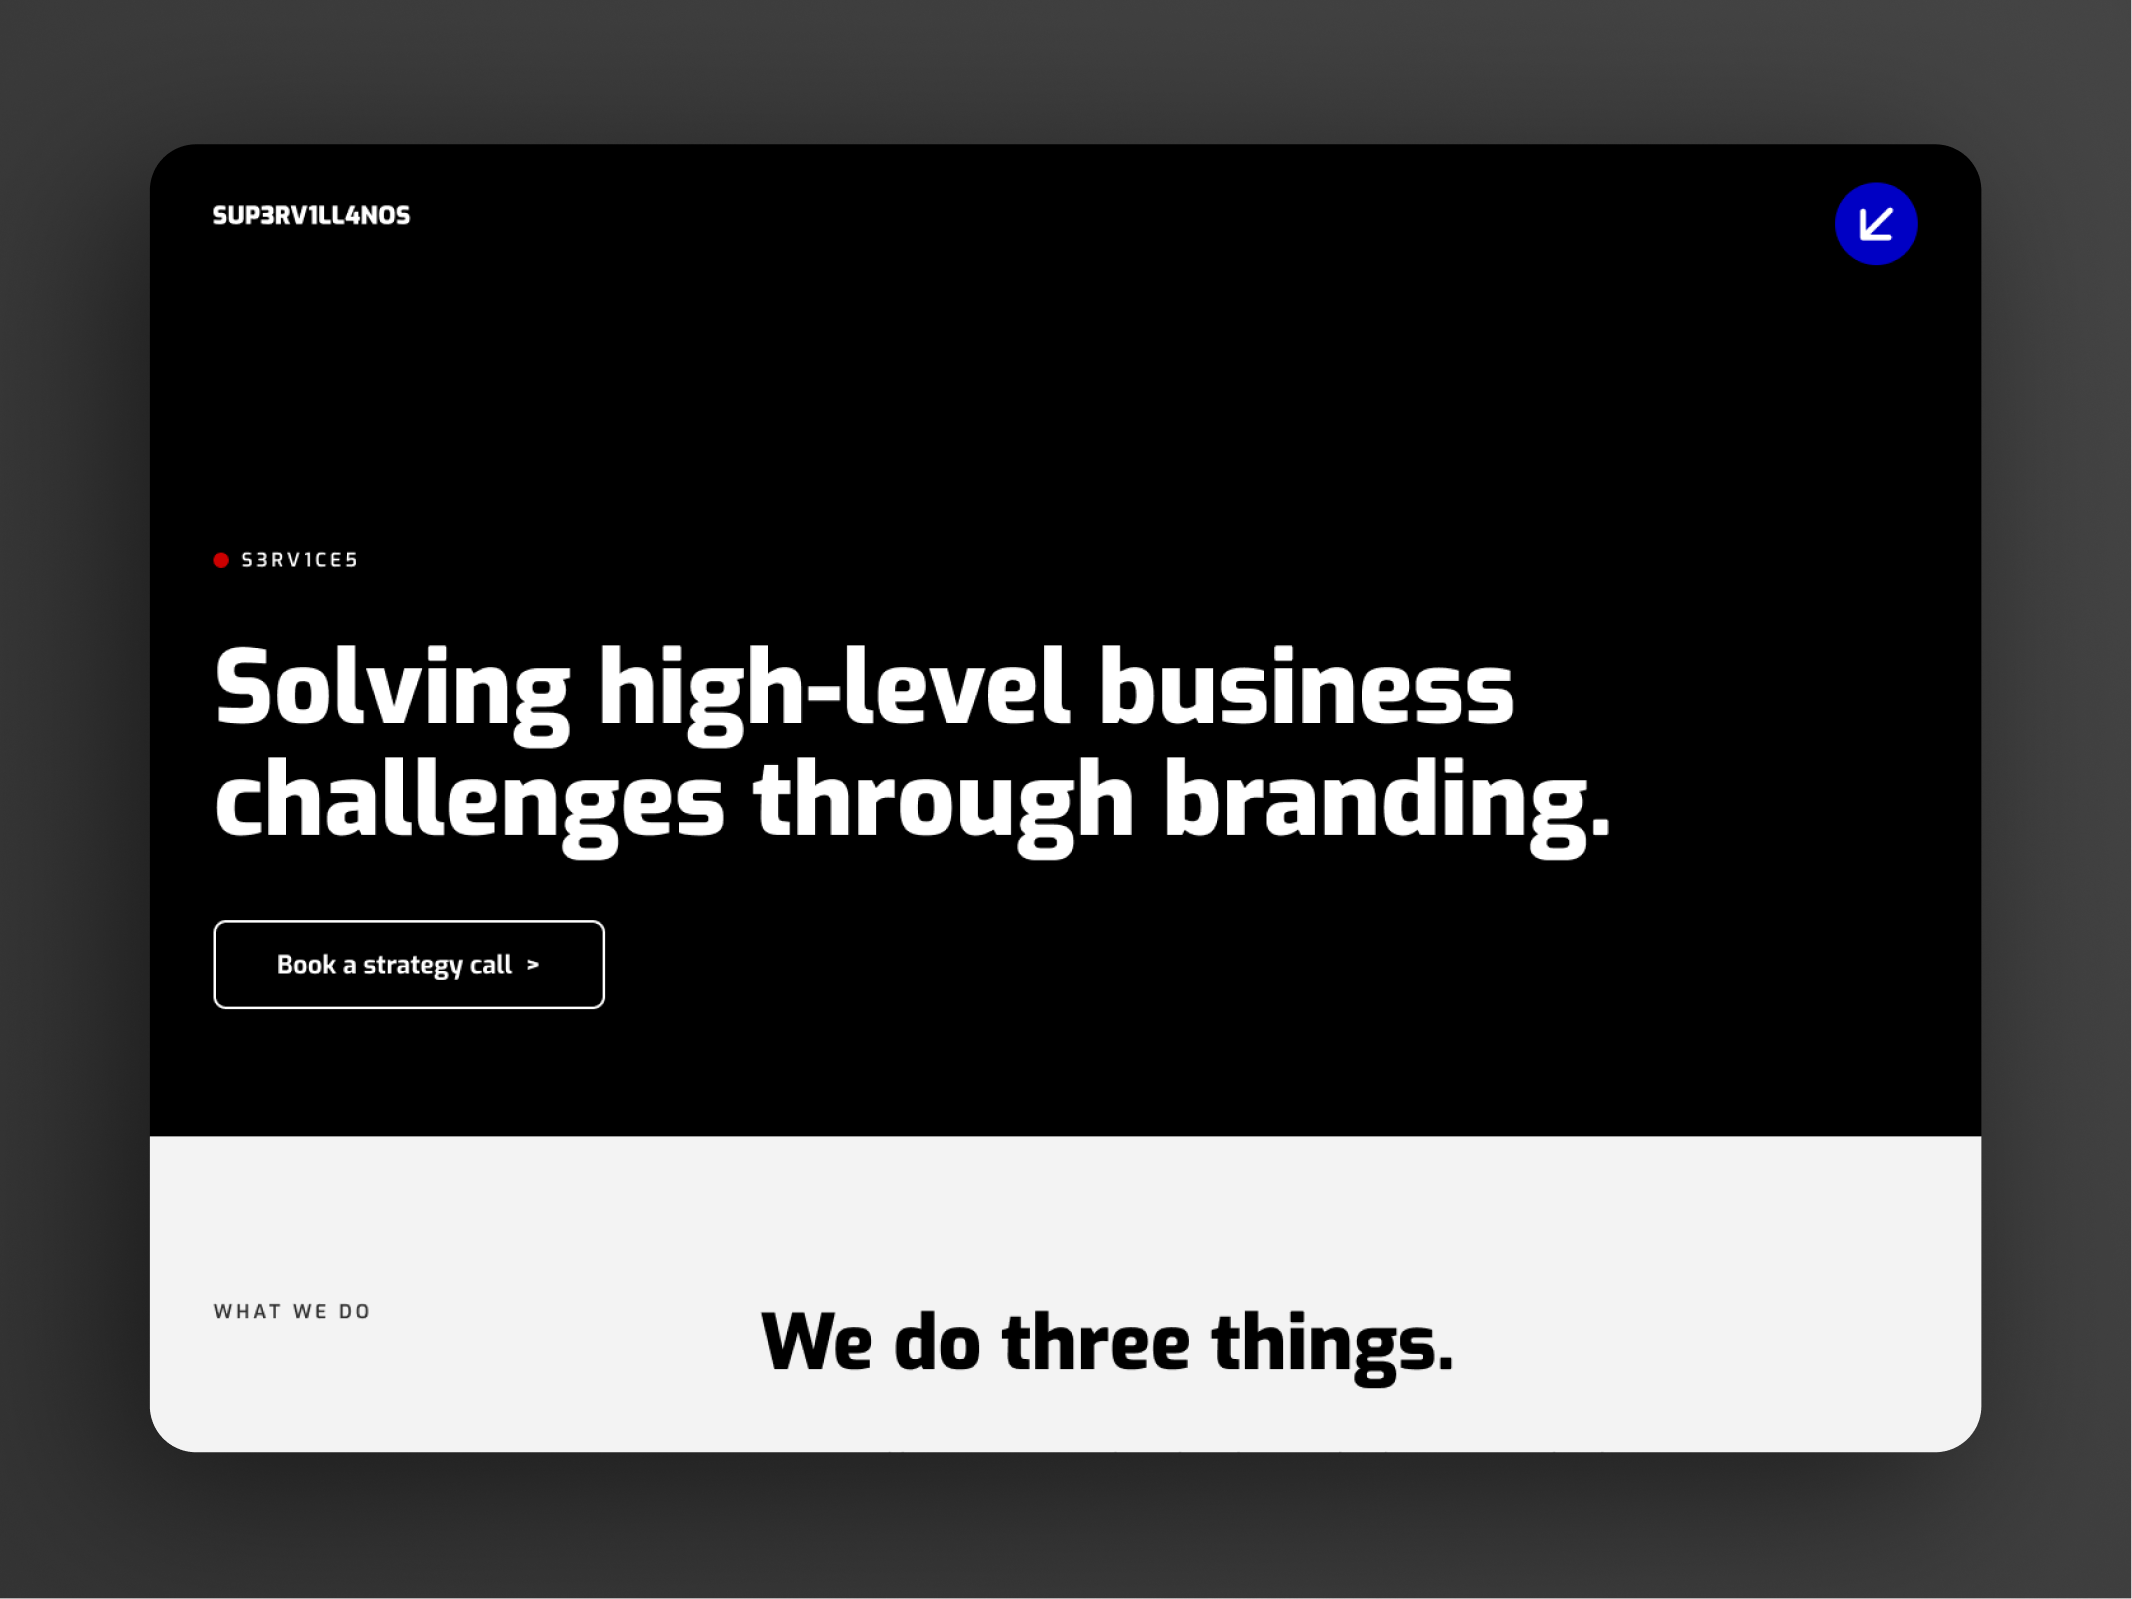 SUP3RV1LL4NOS
S3RV1CE5
Solving high-level business
challenges through branding.
Book a strategy call >
WHAT WE DO
We do three things.